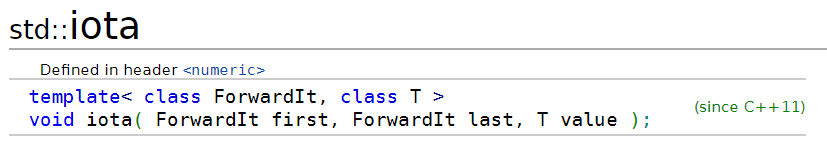 std::iota
Defined in header <numeric>
template< class ForwardIt, class T >
void iota( ForwardIt first, ForwardIt last, T value );
(since C++11)